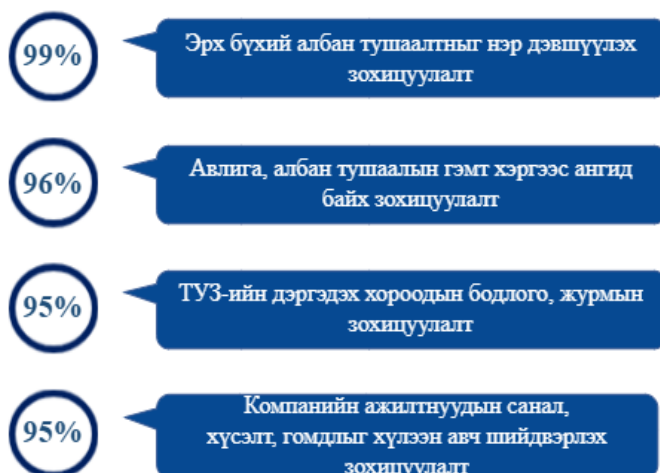 99%
Эрх бүхий албан тушаалтныг нэр дэвшүүлэх
зохицуулалт
96%
Авлига, албан тушаалын гэмт хэргээс ангид
байх зохицуулалт
95%
ТУЗ-ийн дэргэдэх хороодын бодлого, журмын
зохицуулалт
95%
Компанийн ажилтнуудын санал,
хүсэлт, гомдлыг хүлээн авч шийдвэрлэх
зохицуулалт